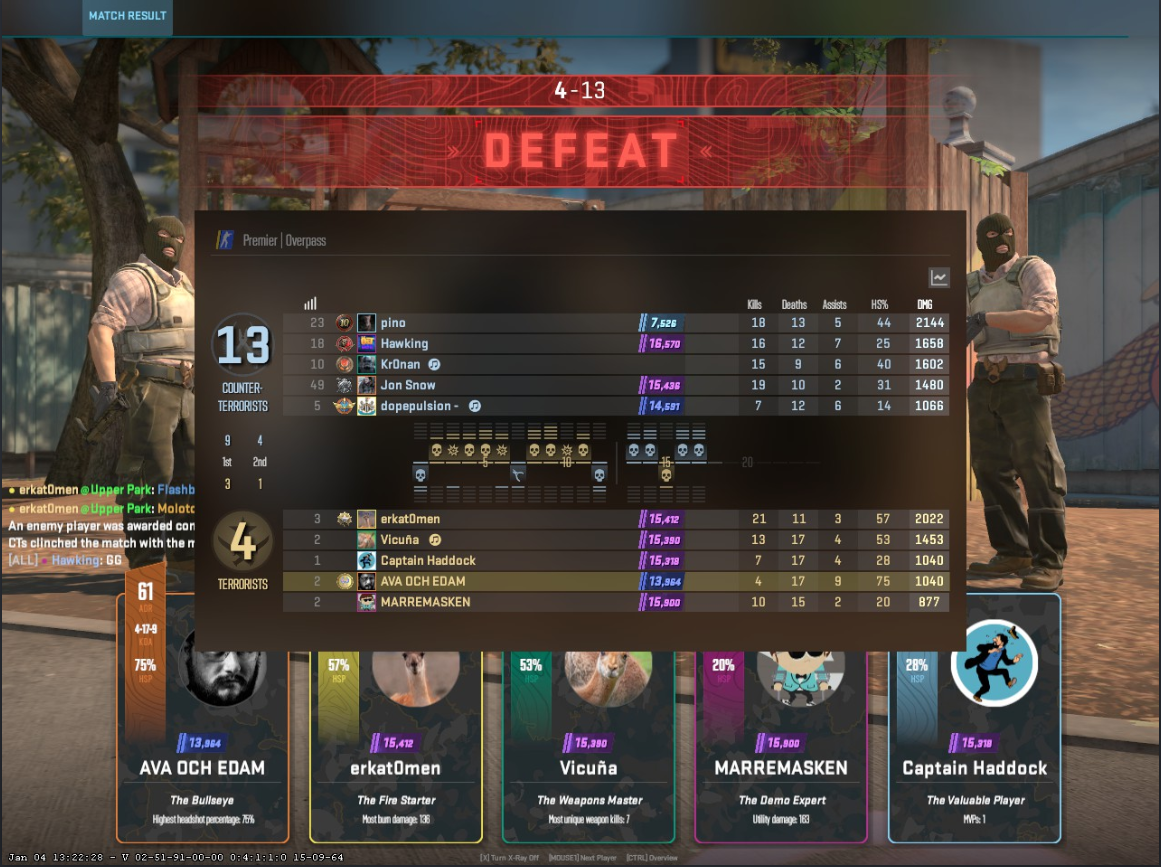 MATCH RESULT
4-13
» DEFEAT «
Premier | Overpass
Kills Deaths Assists HS% DMG
23 10 pino 7,526 18 13 5 44 2144
18 Hawking 16,570 16 12 7 25 1658
10 Kr0nan 15 9 6 40 1602
49 Jon Snow 15,436 19 10 2 31 1480
5 dopepulsion - 14,591 7 12 6 14 1066
13
COUNTER-
TERRORISTS
9 4
1st 2nd
3 1
5 10 15 20
3 erkat0men 15,412 21 11 3 57 2022
2 Vicuña 15,390 13 17 4 53 1453
1 Captain Haddock 15,318 7 17 4 28 1040
2 AVA OCH EDAM 13,964 4 17 9 75 1040
2 MARREMASKEN 15,900 10 15 2 20 877
4
TERRORISTS
erkat0men @Upper Park: Flashb
erkat0men @Upper Park: Moloto
An enemy player was awarded con
CTs clinched the match with the m
[ALL] Hawking: GG
61
ADR
4-17-9
KDA
75%
HSP
13,964
AVA OCH EDAM
The Bullseye
Highest headshot percentage: 75%
57%
HSP
15,412
erkat0men
The Fire Starter
Most burn damage: 136
53%
HSP
15,390
Vicuña
The Weapons Master
Most unique weapon kills: 7
20%
HSP
15,900
MARREMASKEN
The Demo Expert
Utility damage: 163
28%
HSP
15,318
Captain Haddock
The Valuable Player
MVPs: 1
Jan 04 13:22:28 - V 02-51-91-00-00 0:4:1:1:0 15-09-64
[X] Turn X-Ray Off [MOUSE1] Next Player [CTRL] Overview